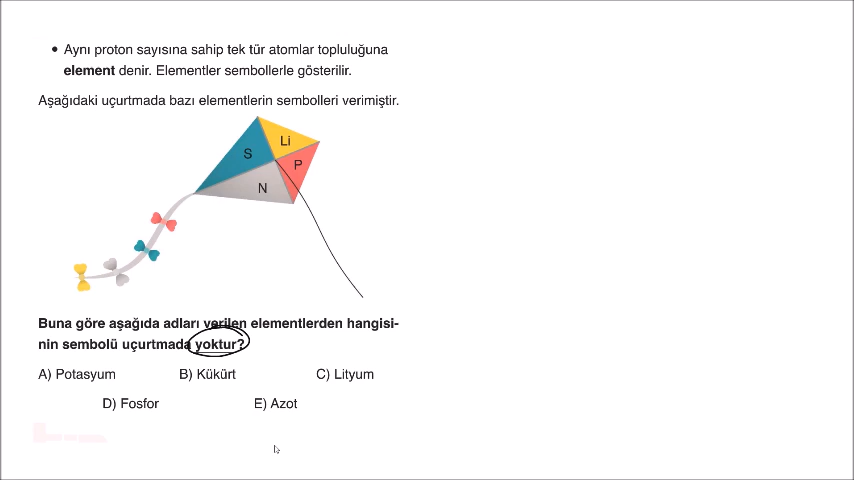 • Aynı proton sayısına sahip tek tür atomlar topluluğuna
element denir. Elementler sembollerle gösterilir.
Aşağıdaki uçurtmada bazı elementlerin sembolleri verimiştir.
Li
S
P
N
Buna göre aşağıda adları verilen elementlerden hangisi-
nin sembolü uçurtmada yoktur?
A) Potasyum B) Kükürt C) Lityum
D) Fosfor E) Azot